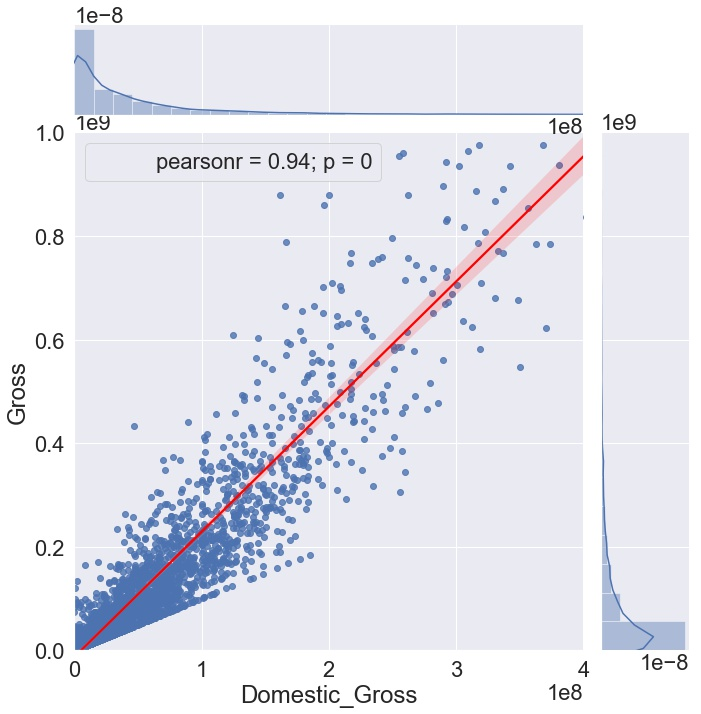 1e−8
1e9
1e8
1e9
pearsonr = 0.94; p = 0
1.0
0.8
0.6
0.4
0.2
0.0
Gross
0 1 2 3 4
Domestic_Gross
1e8
1e−8